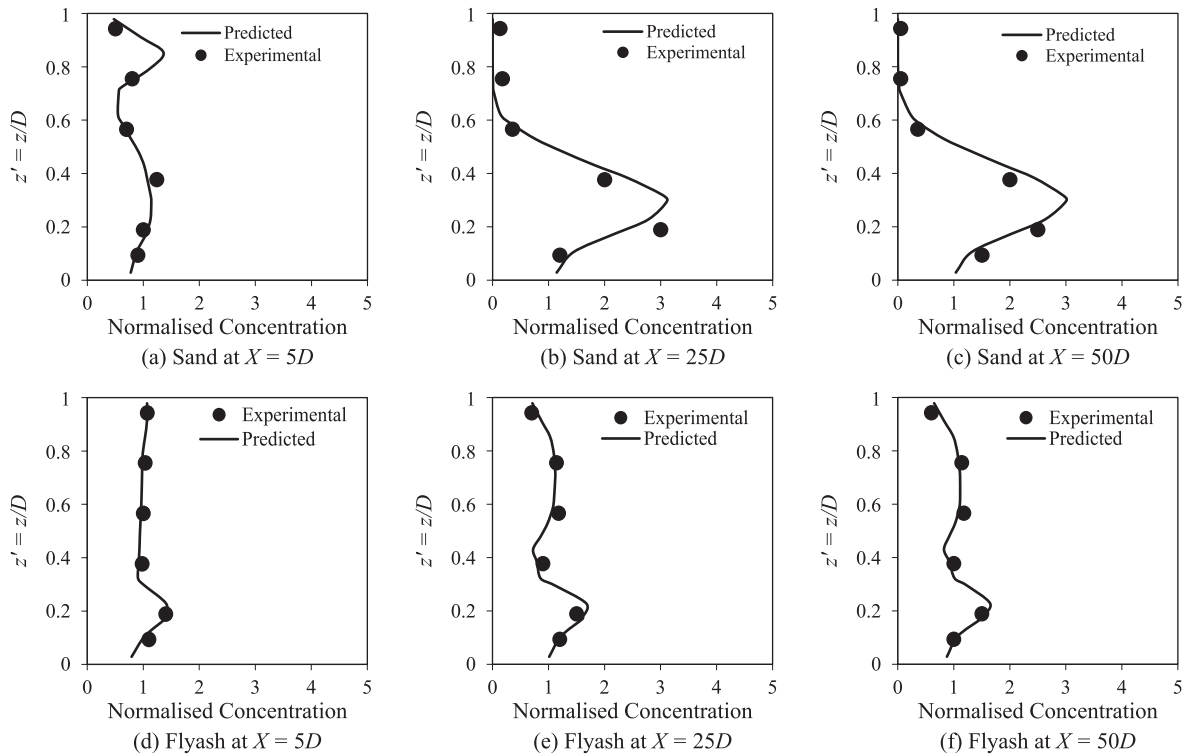 1
0.8
0.6
0.4
0.2
0
z' = z/D
Predicted
Experimental
0 1 2 3 4 5
Normalised Concentration
(a) Sand at X = 5D
1
0.8
0.6
0.4
0.2
0
z' = z/D
Predicted
Experimental
0 1 2 3 4 5
Normalised Concentration
(b) Sand at X = 25D
1
0.8
0.6
0.4
0.2
0
z' = z/D
Predicted
Experimental
0 1 2 3 4 5
Normalised Concentration
(c) Sand at X = 50D
1
0.8
0.6
0.4
0.2
0
z' = z/D
Experimental
Predicted
0 1 2 3 4 5
Normalised Concentration
(d) Flyash at X = 5D
1
0.8
0.6
0.4
0.2
0
z' = z/D
Experimental
Predicted
0 1 2 3 4 5
Normalised Concentration
(e) Flyash at X = 25D
1
0.8
0.6
0.4
0.2
0
z' = z/D
Experimental
Predicted
0 1 2 3 4 5
Normalised Concentration
(f) Flyash at X = 50D